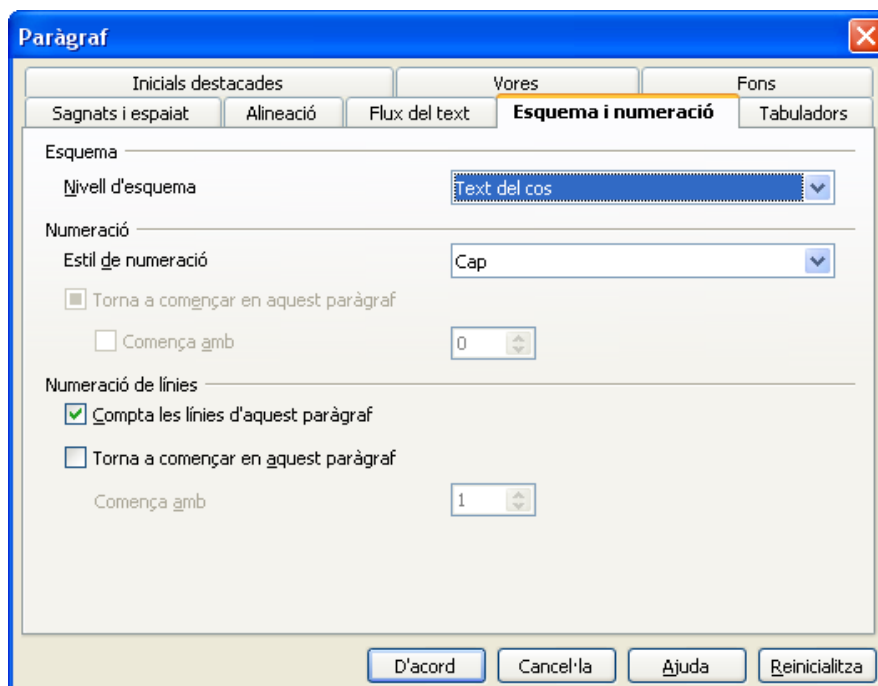 Paràgraf
Inicials destacades Vores Fons
Sagnats i espaiat Alineació Flux del text Esquema i numeració Tabuladors
Esquema
Nivell d'esquema Text del cos
Numeració
Estil de numeració Cap
Torna a començar en aquest paràgraf
Comença amb 0
Numeració de línies
Compta les línies d'aquest paràgraf
Torna a començar en aquest paràgraf
Comença amb 1
D'acord Cancel·la Ajuda Reinicialitza